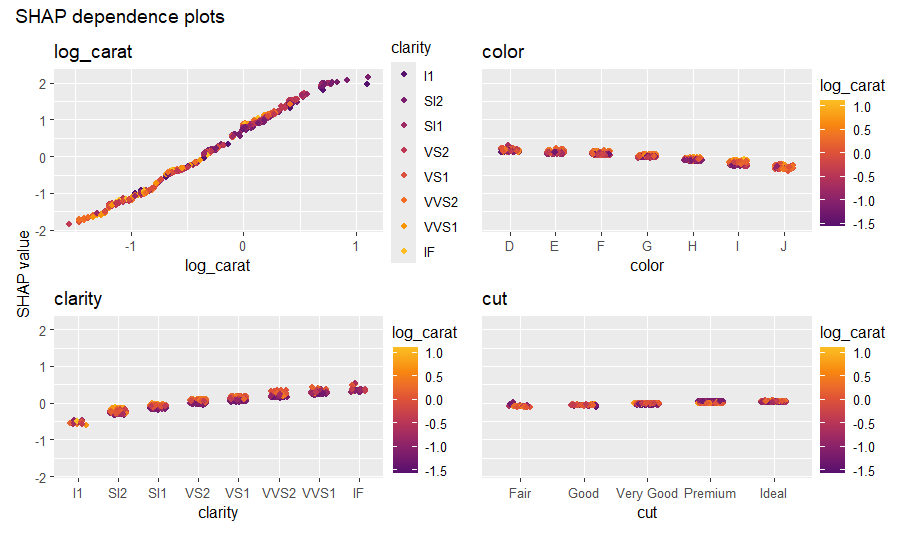 SHAP dependence plots
log_carat
2
1
0
-1
-2
-1 0 1
log_carat
clarity
I1
SI2
SI1
VS2
VS1
VVS2
VVS1
IF
color
D E F G H I J
color
log_carat
1.0
0.5
0.0
-0.5
-1.0
-1.5
SHAP value
clarity
2
1
0
-1
-2
I1 SI2 SI1 VS2 VS1 VVS2 VVS1 IF
clarity
log_carat
1.0
0.5
0.0
-0.5
-1.0
-1.5
cut
Fair Good Very Good Premium Ideal
cut
log_carat
1.0
0.5
0.0
-0.5
-1.0
-1.5